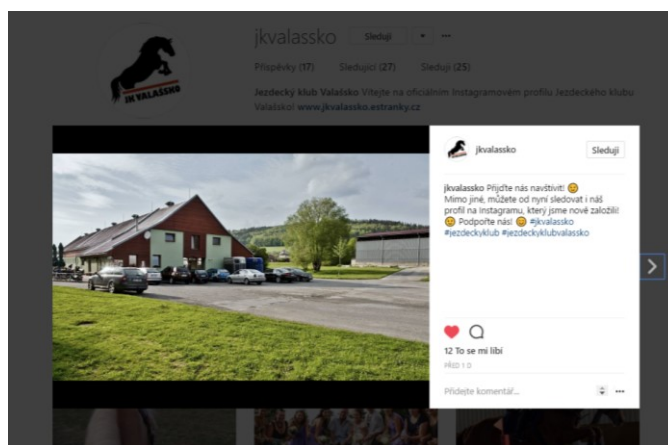 jkvalassko Sleduji
Příspěvky (17) Sledující (27) Sleduji (25)
Jezdecký klub Valašsko Vítejte na oficiálním Instagramovém profilu Jezdeckého klubu
Valašsko! www.jkvalassko.estranky.cz
JK VALAŠSKO
jkvalassko Sleduji
jkvalassko Přijďte nás navštívit!
Mimo jiné, můžete od nyní sledovat i náš
profil na Instagramu, který jsme nově založili!
Podpořte nás! #jkvalassko
#jezdeckyklub #jezdeckyklubvalassko
12 To se mi líbí
PŘED 1 D
Přidejte komentář...